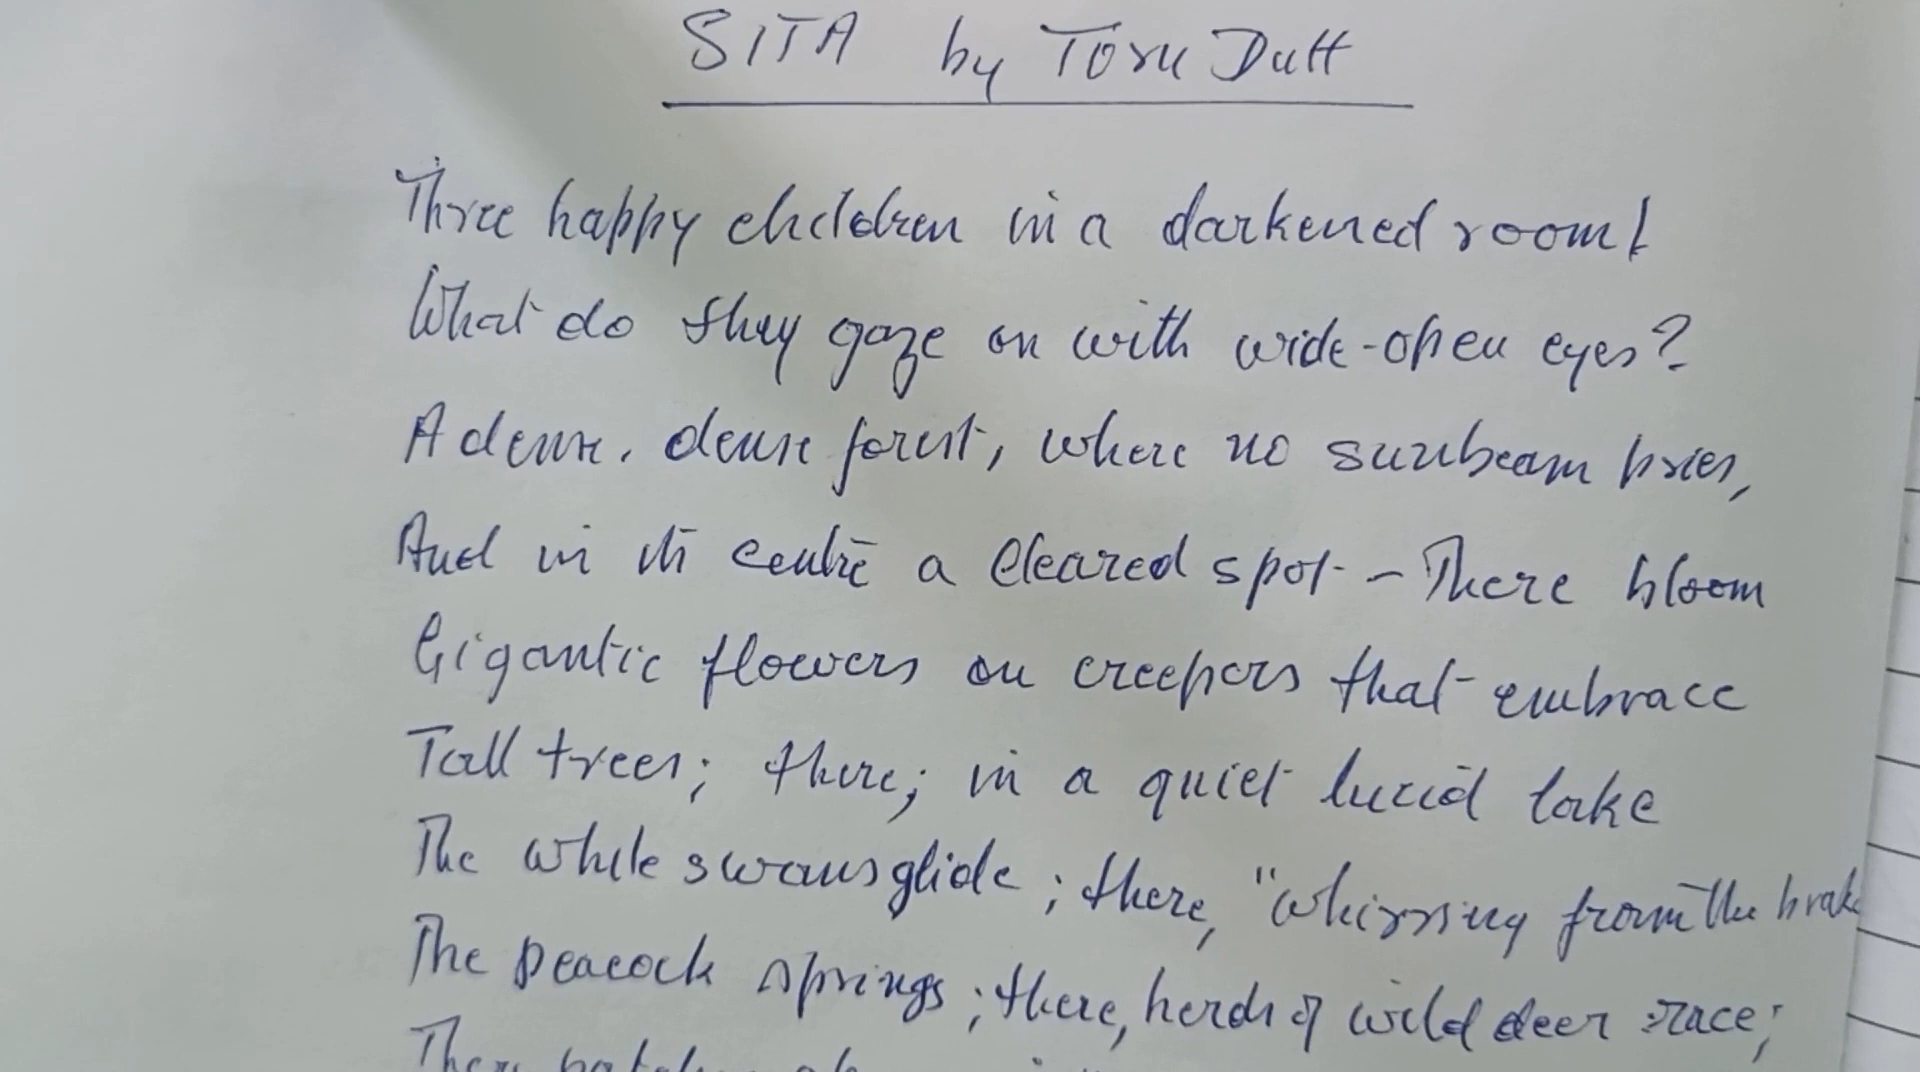 SITA by Toru Dutt
Three happy children in a darkened room!
What do they gaze on with wide-open eyes?
A dense, dense forest, where no sunbeam pries,
And in its centre a cleared spot - There bloom
Gigantic flowers on creepers that embrace
Tall trees; there; in a quiet lucid lake
The white swans glide; there, "whirring from the brake
The peacock springs; there, herds of wild deer race;
There patches